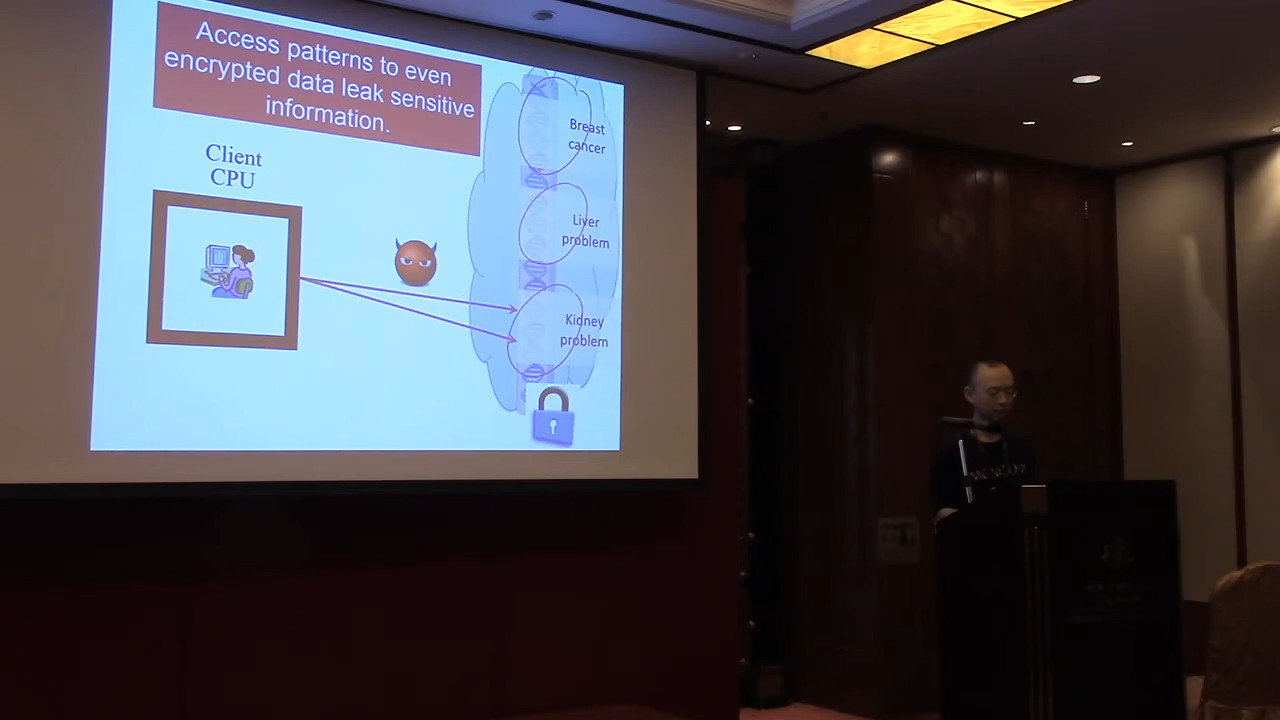 Access patterns to even
encrypted data leak sensitive
information.
Client
CPU
Breast
cancer
Liver
problem
Kidney
problem